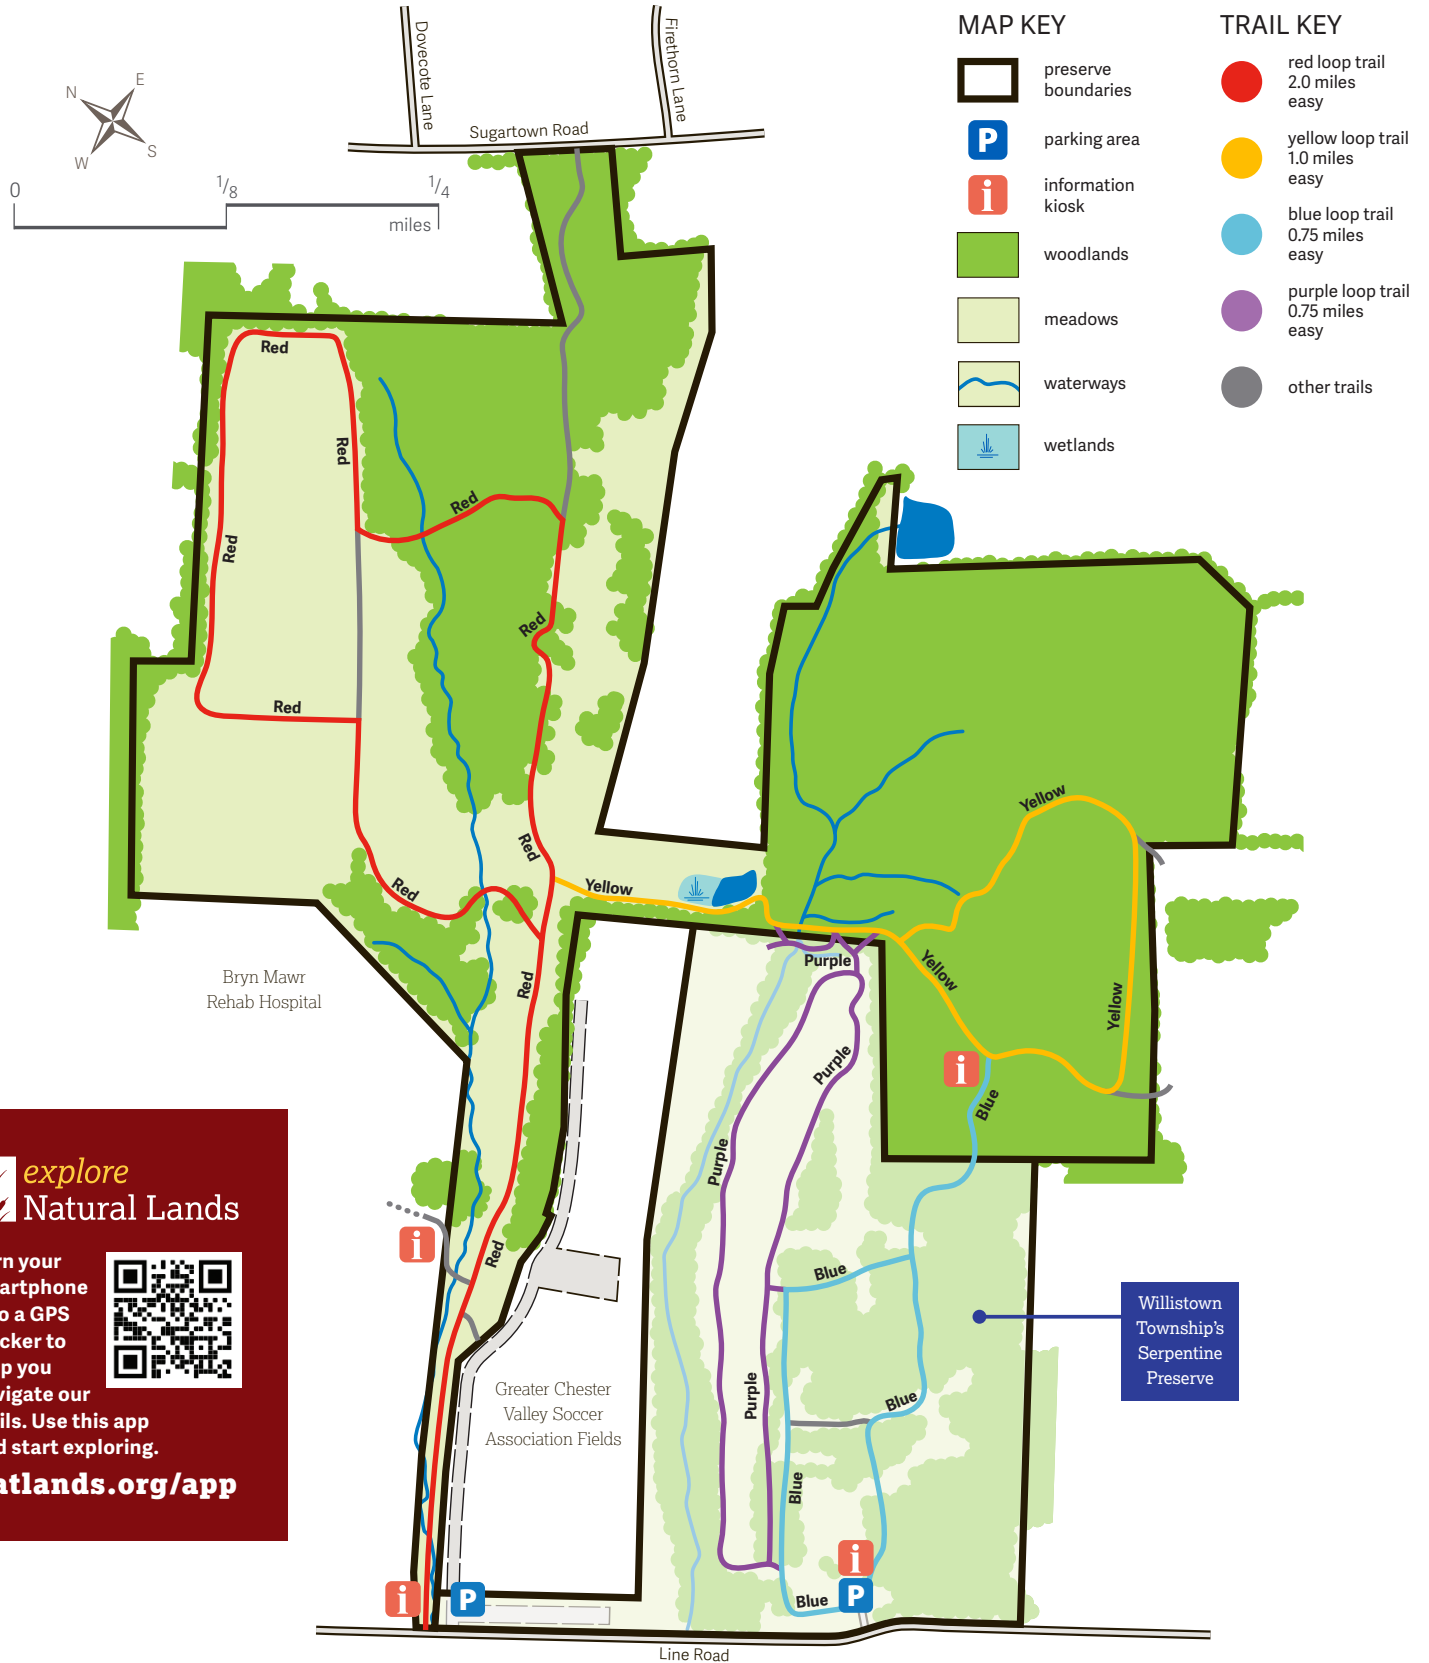 MAP KEY
preserve
boundaries
P
parking area
i
information
kiosk
woodlands
meadows
waterways
wetlands
TRAIL KEY
red loop trail
2.0 miles
easy
yellow loop trail
1.0 miles
easy
blue loop trail
0.75 miles
easy
purple loop trail
0.75 miles
easy
other trails
N
E
W
S
0
1/8
1/4
miles
Dovecote Lane
Firethorn Lane
Sugartown Road
Red
Red
Red
Red
Red
Red
Red
Red
Red
Red
Yellow
Yellow
Yellow
Yellow
Purple
Purple
Purple
Purple
Blue
Blue
Blue
Blue
Blue
i
i
i
i
P
P
Bryn Mawr
Rehab Hospital
Greater Chester
Valley Soccer
Association Fields
Willistown
Township's
Serpentine
Preserve
Line Road
explore
Natural Lands
rn your
artphone
o a GPS
cker to
p you
vigate our
ils. Use this app
d start exploring.
atlands.org/app